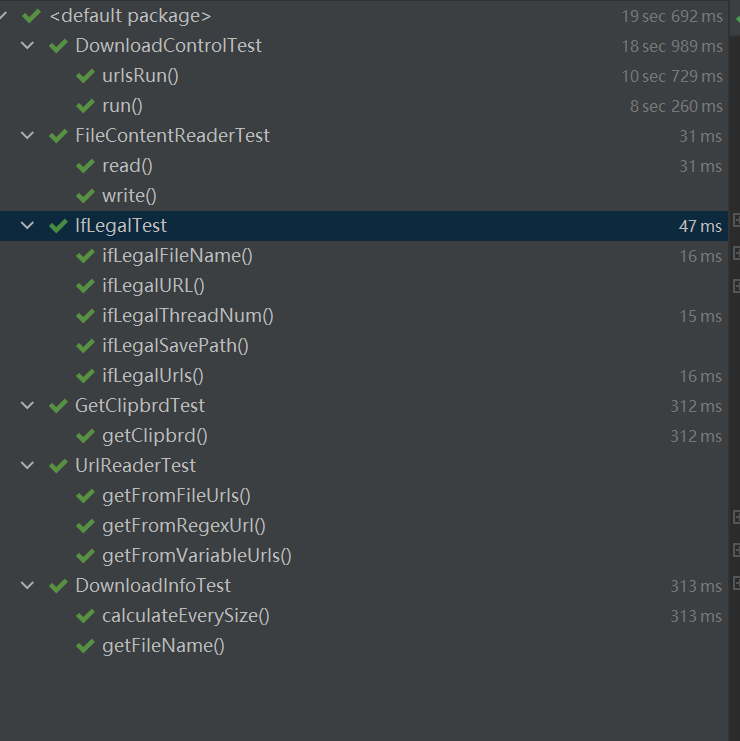 <default package> 19 sec 692 ms
DownloadControlTest 18 sec 989 ms
urlsRun() 10 sec 729 ms
run() 8 sec 260 ms
FileContentReaderTest 31 ms
read() 31 ms
write()
IfLegalTest 47 ms
ifLegalFileName() 16 ms
ifLegalURL()
ifLegalThreadNum() 15 ms
ifLegalSavePath()
ifLegalUrls() 16 ms
GetClipbrdTest 312 ms
getClipbrd() 312 ms
UrlReaderTest
getFromFileUrls()
getFromRegexUrl()
getFromVariableUrls()
DownloadInfoTest 313 ms
calculateEverySize() 313 ms
getFileName()